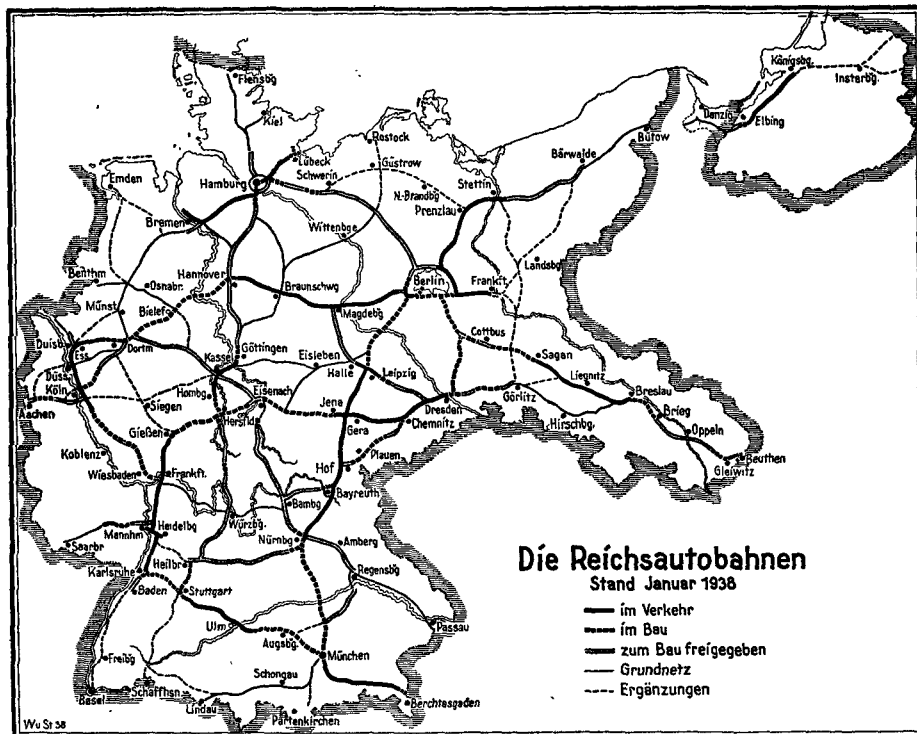 Flensbg
Kiel
Rostock
Lübeck
Schwerin
Güstrow
Hamburg
Emden
N.-Brandbg
Stettin
Bärwalde
Bütow
Prenzlau
Danzig
Elbing
Königsbg.
Insterbg.
Bremen
Wittenbge
Benthm
Osnabr.
Hannover
Braunschwg
Berlin
Frankft.
Landsbg
Münst
Bielef
Magdebg
Duisb
Ess
Dortm
Düss
Köln
Kassel
Göttingen
Eisleben
Halle
Leipzig
Cottbus
Sagan
Liegnitz
Breslau
Aachen
Siegen
Hombg
Eisenach
Jena
Dresden
Görlitz
Hirschbg.
Brieg
Oppeln
Gießen
Hersfld
Gera
Chemnitz
Beuthen
Gleiwitz
Koblenz
Wiesbaden
Frankft.
Plauen
Hof
Bayreuth
Bambg
Würzbg.
Mannhm
Heidelbg
Saarbr
Nürnbg
Amberg
Karlsruhe
Heilbr
Regensbg
Baden
Stuttgart
Passau
Ulm
Augsbg.
München
Freibg
Schongau
Basel
Schaffhsn
Lindau
Partenkirchen
Berchtesgaden
Die Reichsautobahnen
Stand Januar 1938
im Verkehr
im Bau
zum Bau freigegeben
Grundnetz
Ergänzungen
Wu St 38